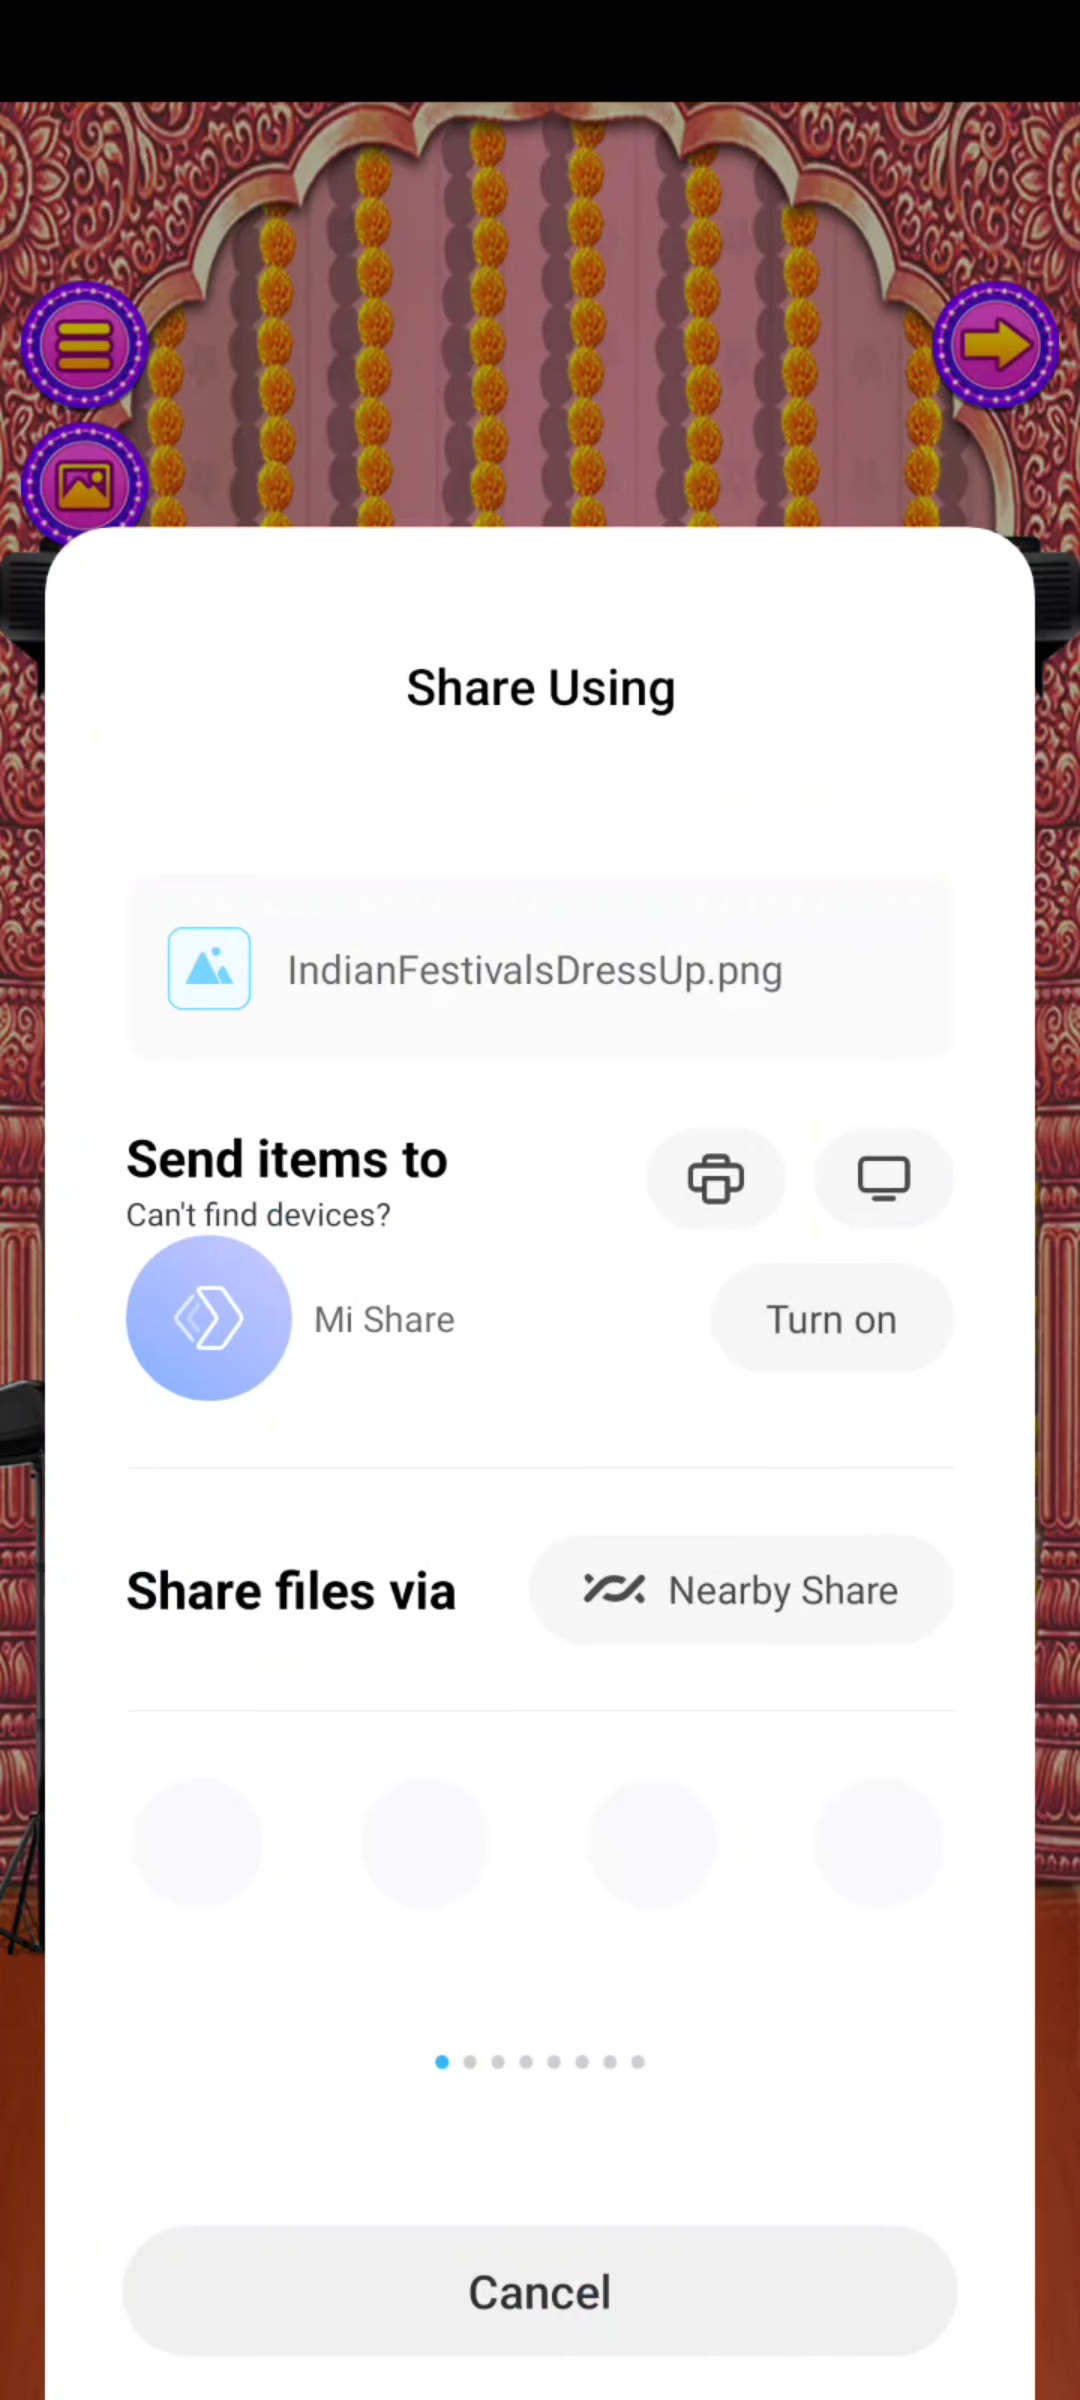 Share Using
IndianFestivalsDressUp.png
Send items to
Can't find devices?
Mi Share
Turn on
Share files via
Nearby Share
Cancel